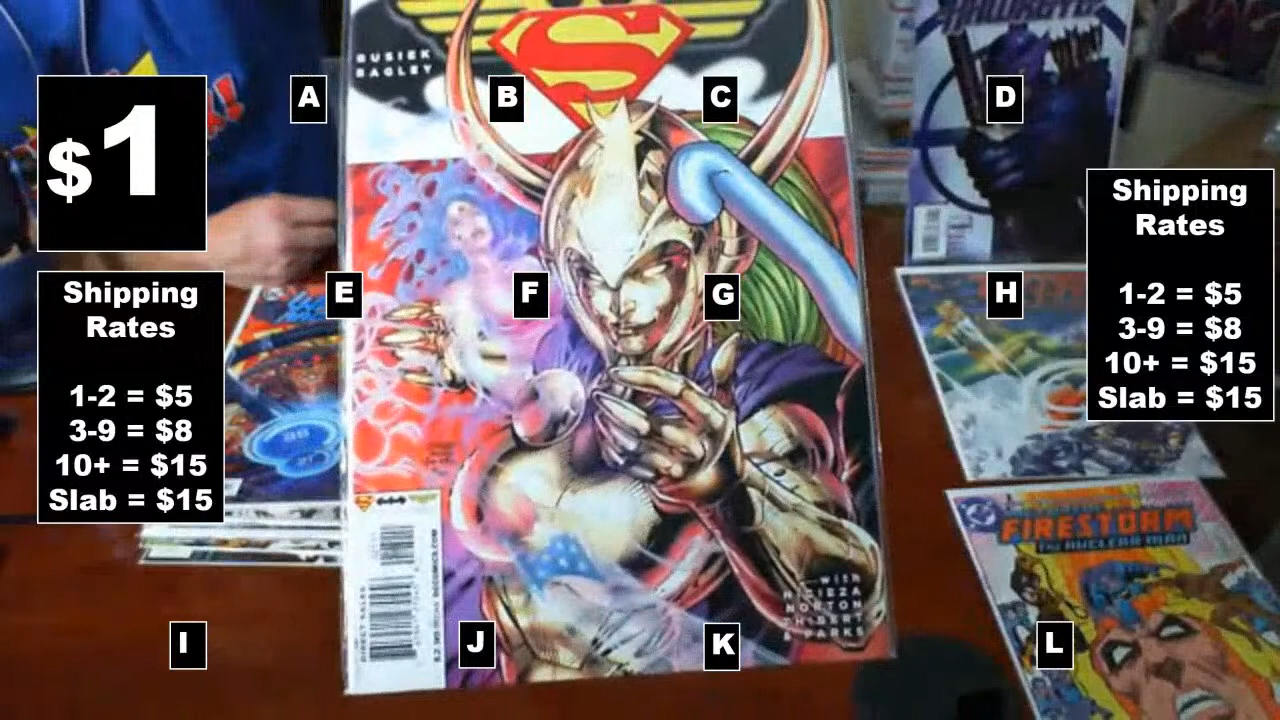 HAWKEYE
BUSIEK
BAGLEY
S
A
B
C
D
$1
Shipping
Rates
1-2 = $5
3-9 = $8
10+ = $15
Slab = $15
E
F
G
H
Shipping
Rates
1-2 = $5
3-9 = $8
10+ = $15
Slab = $15
FIRESTORM
THE NUCLEAR MAN
with
NICIEZA
NORTON
THIBERT
& PARKS
I
J
K
L